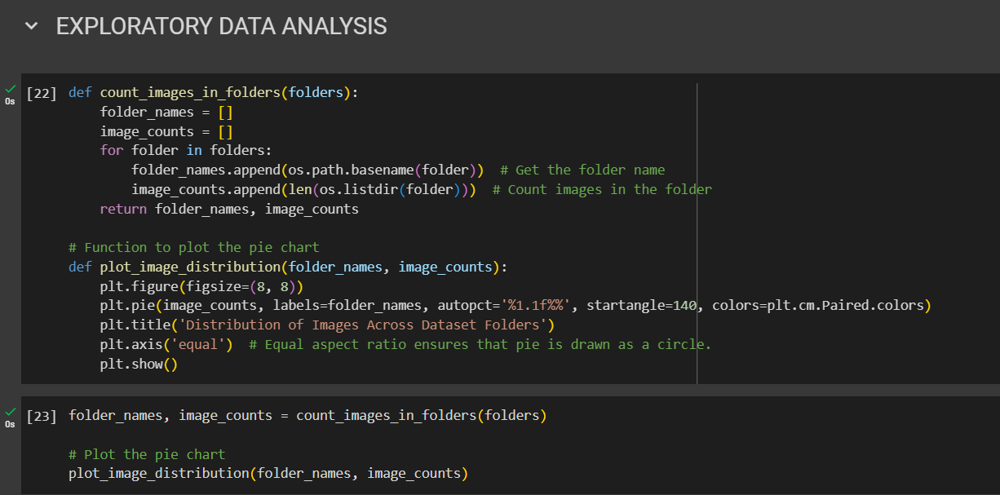 EXPLORATORY DATA ANALYSIS
0s
[22] def count_images_in_folders(folders):
    folder_names = []
    image_counts = []
    for folder in folders:
        folder_names.append(os.path.basename(folder))  # Get the folder name
        image_counts.append(len(os.listdir(folder)))  # Count images in the folder
    return folder_names, image_counts
# Function to plot the pie chart
def plot_image_distribution(folder_names, image_counts):
    plt.figure(figsize=(8, 8))
    plt.pie(image_counts, labels=folder_names, autopct='%1.1f%%', startangle=140, colors=plt.cm.Paired.colors)
    plt.title('Distribution of Images Across Dataset Folders')
    plt.axis('equal')  # Equal aspect ratio ensures that pie is drawn as a circle.
    plt.show()
0s
[23] folder_names, image_counts = count_images_in_folders(folders)
# Plot the pie chart
plot_image_distribution(folder_names, image_counts)